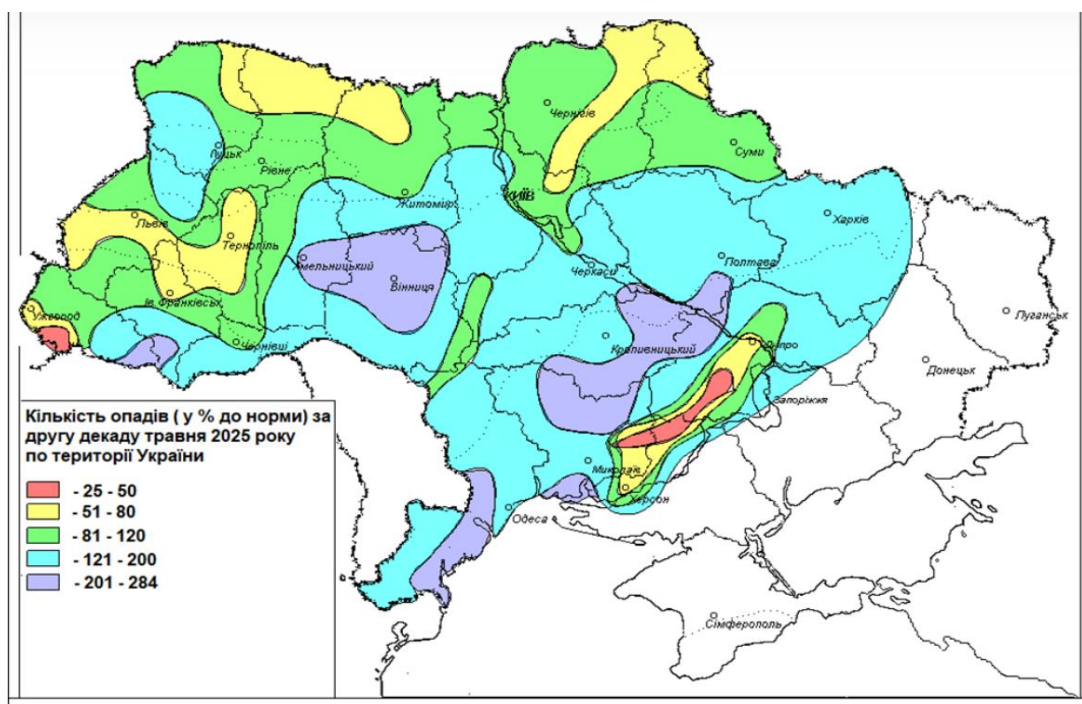 Чернігів
Суми
Луцьк
Рівне
Житомир
КИЇВ
Харків
Львів
Тернопіль
Хмельницький
Вінниця
Черкаси
Полтава
Ів.Франківськ
Ужгород
Чернівці
Кропивницький
Дніпро
Луганськ
Донецьк
Запоріжжя
Миколаїв
Херсон
Одеса
Сімферополь
Кількість опадів ( у % до норми) за
другу декаду травня 2025 року
по території України
- 25 - 50
- 51 - 80
- 81 - 120
- 121 - 200
- 201 - 284